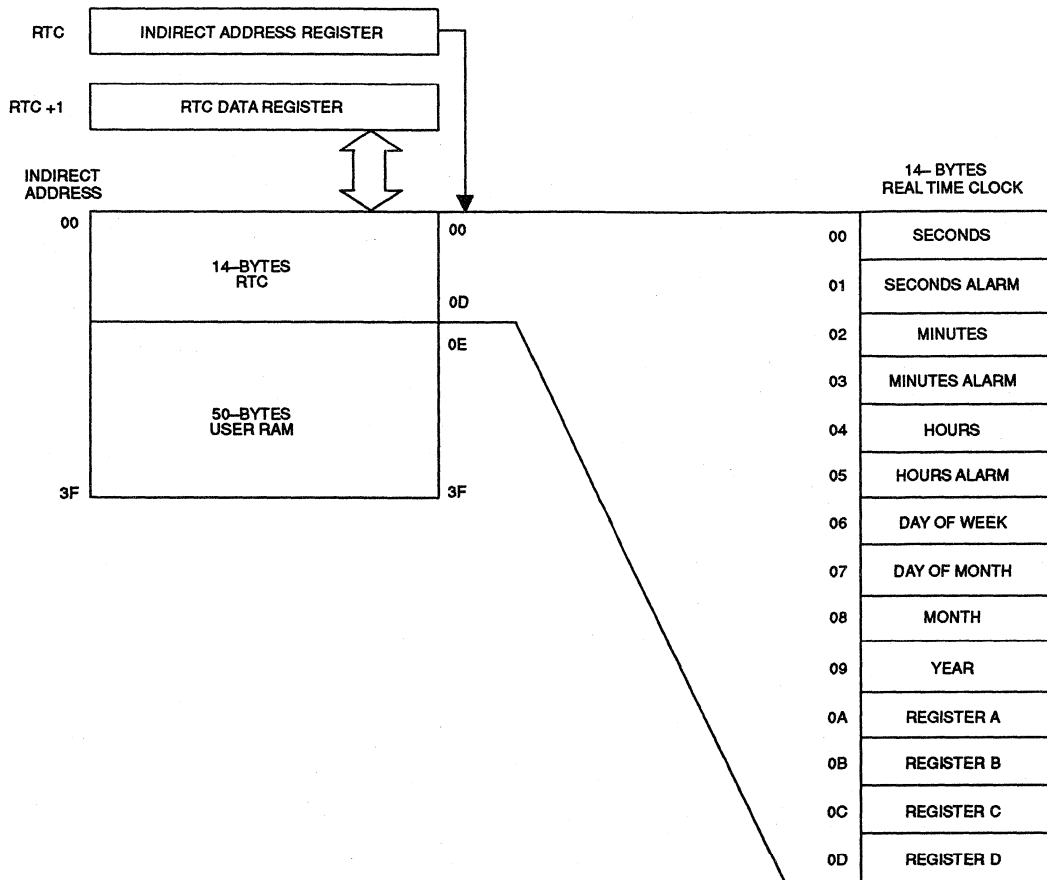 RTC
INDIRECT ADDRESS REGISTER
RTC +1
RTC DATA REGISTER
INDIRECT
ADDRESS
00
14–BYTES
RTC
00
0D
0E
50–BYTES
USER RAM
3F
3F
14– BYTES
REAL TIME CLOCK
00 SECONDS
01 SECONDS ALARM
02 MINUTES
03 MINUTES ALARM
04 HOURS
05 HOURS ALARM
06 DAY OF WEEK
07 DAY OF MONTH
08 MONTH
09 YEAR
0A REGISTER A
0B REGISTER B
0C REGISTER C
0D REGISTER D